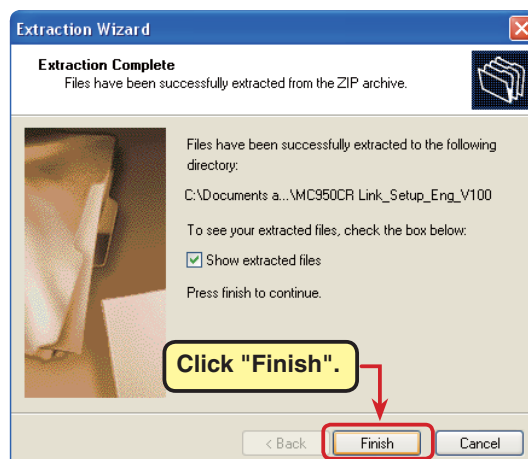 Extraction Wizard
Extraction Complete
Files have been successfully extracted from the ZIP archive.
Files have been successfully extracted to the following
directory:
C:\Documents a...\MC950CR Link_Setup_Eng_V100
To see your extracted files, check the box below:
Show extracted files
Press finish to continue.
Click "Finish".
< Back Finish Cancel